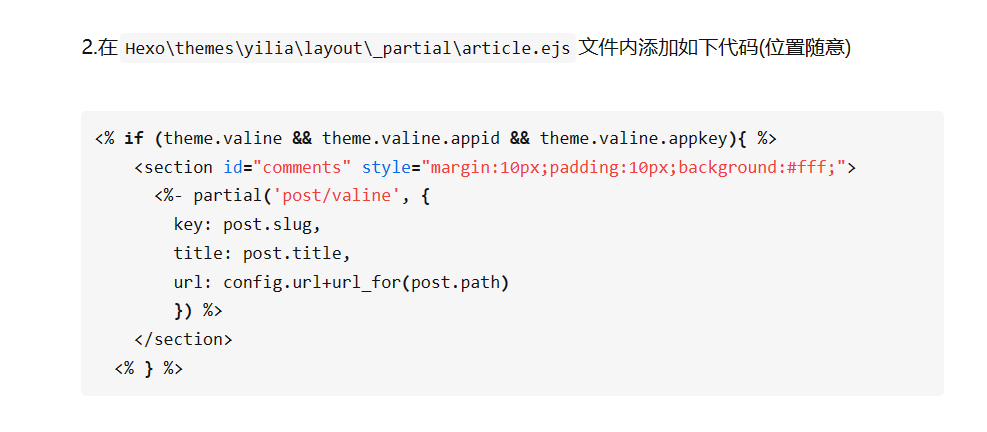 2.在 Hexo\themes\yilia\layout\_partial\article.ejs 文件内添加如下代码(位置随意)
<% if (theme.valine && theme.valine.appid && theme.valine.appkey){ %>
    <section id="comments" style="margin:10px;padding:10px;background:#fff;">
      <%- partial('post/valine', {
        key: post.slug,
        title: post.title,
        url: config.url+url_for(post.path)
        }) %>
    </section>
  <% } %>